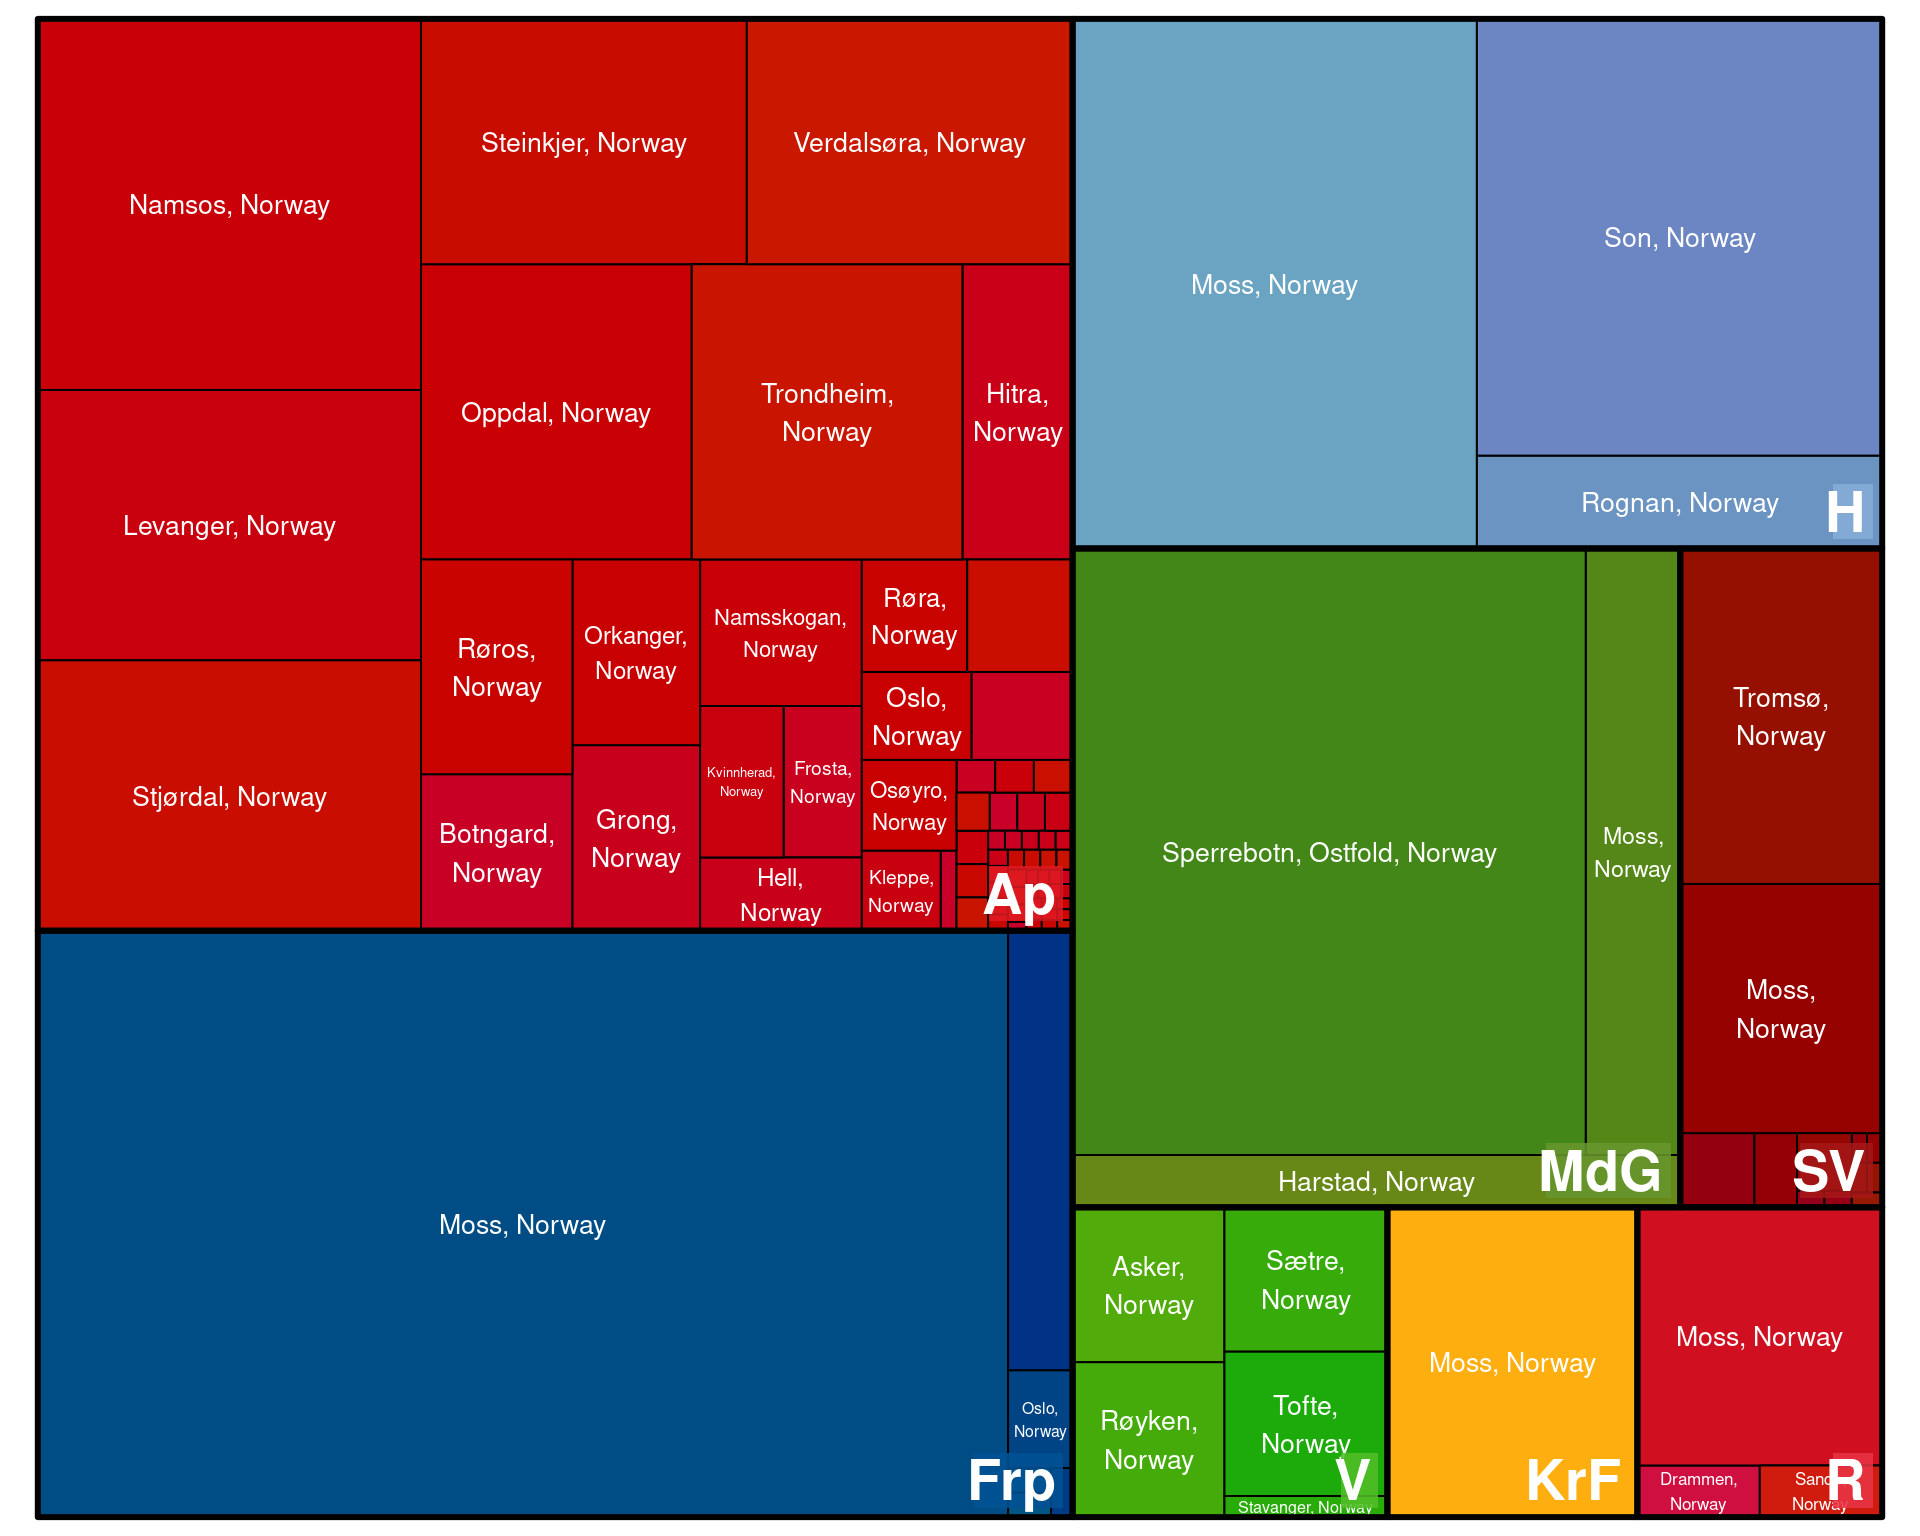 Namsos, Norway
Levanger, Norway
Stjørdal, Norway
Steinkjer, Norway
Verdalsøra, Norway
Oppdal, Norway
Trondheim,
Norway
Hitra,
Norway
Røros,
Norway
Botngard,
Norway
Orkanger,
Norway
Grong,
Norway
Namsskogan,
Norway
Kvinnherad,
Norway
Frosta,
Norway
Hell,
Norway
Røra,
Norway
Oslo,
Norway
Osøyro,
Norway
Kleppe,
Norway
Ap
Moss, Norway
Oslo,
Norway
Frp
Moss, Norway
Son, Norway
Rognan, Norway
H
Sperrebotn, Ostfold, Norway
Moss,
Norway
Harstad, Norway
MdG
Tromsø,
Norway
Moss,
Norway
SV
Asker,
Norway
Røyken,
Norway
Sætre,
Norway
Tofte,
Norway
Stavanger, Norway
V
Moss, Norway
KrF
Moss, Norway
Drammen,
Norway
Norway
R